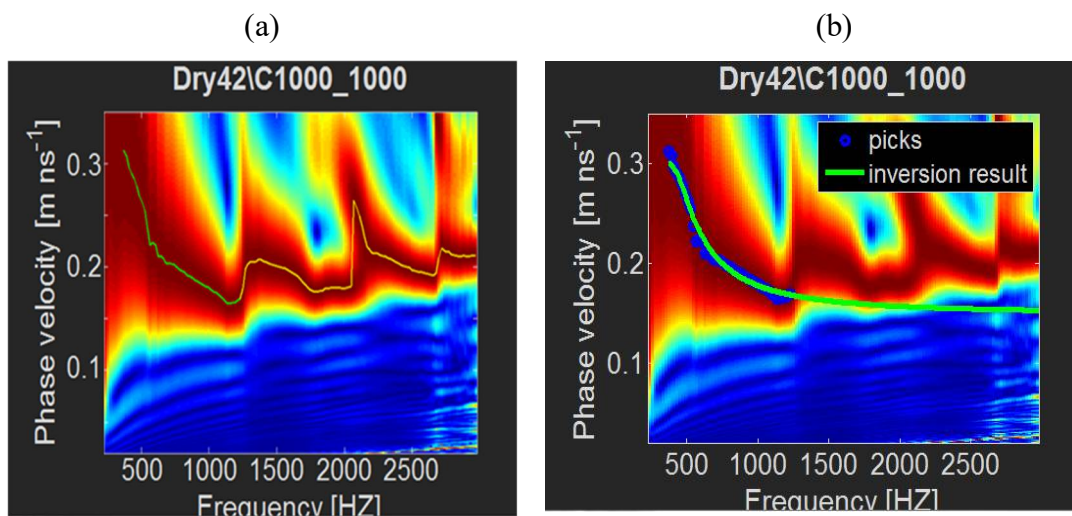 (a)
Dry42\C1000_1000
Phase velocity [m ns⁻¹]
0.3
0.2
0.1
500 1000 1500 2000 2500
Frequency [HZ]
(b)
Dry42\C1000_1000
picks
inversion result
Phase velocity [m ns⁻¹]
0.3
0.2
0.1
500 1000 1500 2000 2500
Frequency [HZ]